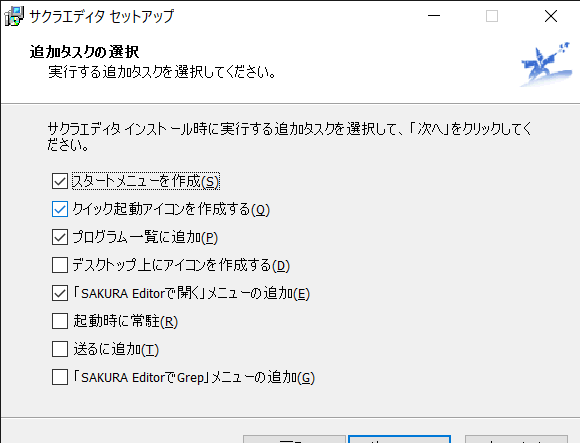 サクラエディタ セットアップ
追加タスクの選択
実行する追加タスクを選択してください。
サクラエディタ インストール時に実行する追加タスクを選択して、「次へ」をクリックしてく
ださい。
スタートメニューを作成(S)
クイック起動アイコンを作成する(Q)
プログラム一覧に追加(P)
デスクトップ上にアイコンを作成する(D)
「SAKURA Editorで開く」メニューの追加(E)
起動時に常駐(R)
送るに追加(T)
「SAKURA EditorでGrep」メニューの追加(G)